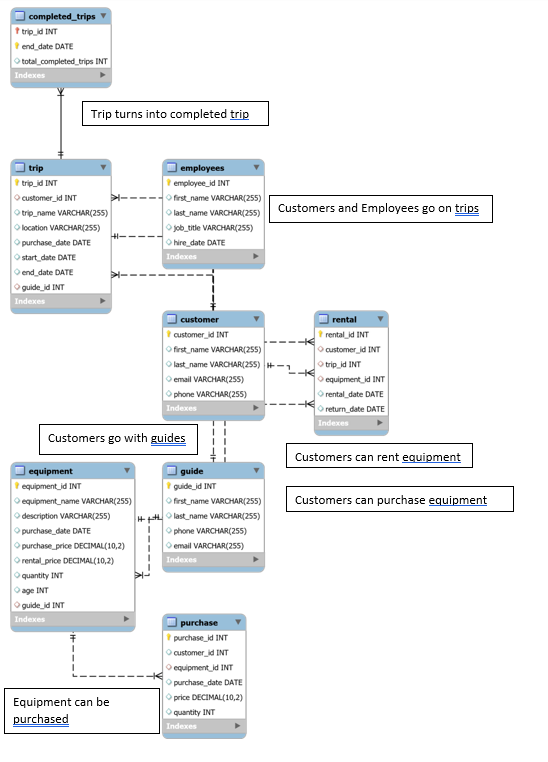 completed_trips
trip_id INT
end_date DATE
total_completed_trips INT
Indexes
Trip turns into completed trip
trip
trip_id INT
customer_id INT
trip_name VARCHAR(255)
location VARCHAR(255)
purchase_date DATE
start_date DATE
end_date DATE
guide_id INT
Indexes
employees
employee_id INT
first_name VARCHAR(255)
last_name VARCHAR(255)
job_title VARCHAR(255)
hire_date DATE
Indexes
Customers and Employees go on trips
customer
customer_id INT
first_name VARCHAR(255)
last_name VARCHAR(255)
email VARCHAR(255)
phone VARCHAR(255)
Indexes
rental
rental_id INT
customer_id INT
trip_id INT
equipment_id INT
rental_date DATE
return_date DATE
Indexes
Customers go with guides
Customers can rent equipment
Customers can purchase equipment
equipment
equipment_id INT
equipment_name VARCHAR(255)
description VARCHAR(255)
purchase_date DATE
purchase_price DECIMAL(10,2)
rental_price DECIMAL(10,2)
quantity INT
age INT
guide_id INT
Indexes
guide
guide_id INT
first_name VARCHAR(255)
last_name VARCHAR(255)
phone VARCHAR(255)
email VARCHAR(255)
Indexes
purchase
purchase_id INT
customer_id INT
equipment_id INT
purchase_date DATE
price DECIMAL(10,2)
quantity INT
Indexes
Equipment can be
purchased